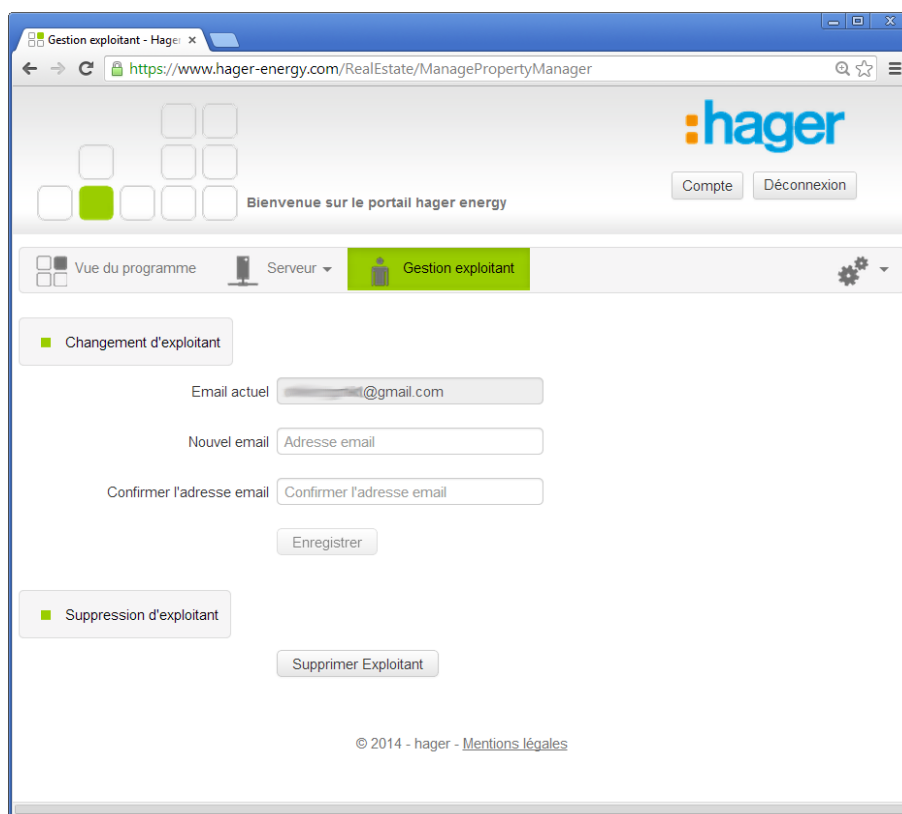 Gestion exploitant - Hager
https://www.hager-energy.com/RealEstate/ManagePropertyManager
:hager
Compte Déconnexion
Bienvenue sur le portail hager energy
Vue du programme Serveur Gestion exploitant
Changement d'exploitant
Email actuel @gmail.com
Nouvel email Adresse email
Confirmer l'adresse email Confirmer l'adresse email
Enregistrer
Suppression d'exploitant
Supprimer Exploitant
© 2014 - hager - Mentions légales